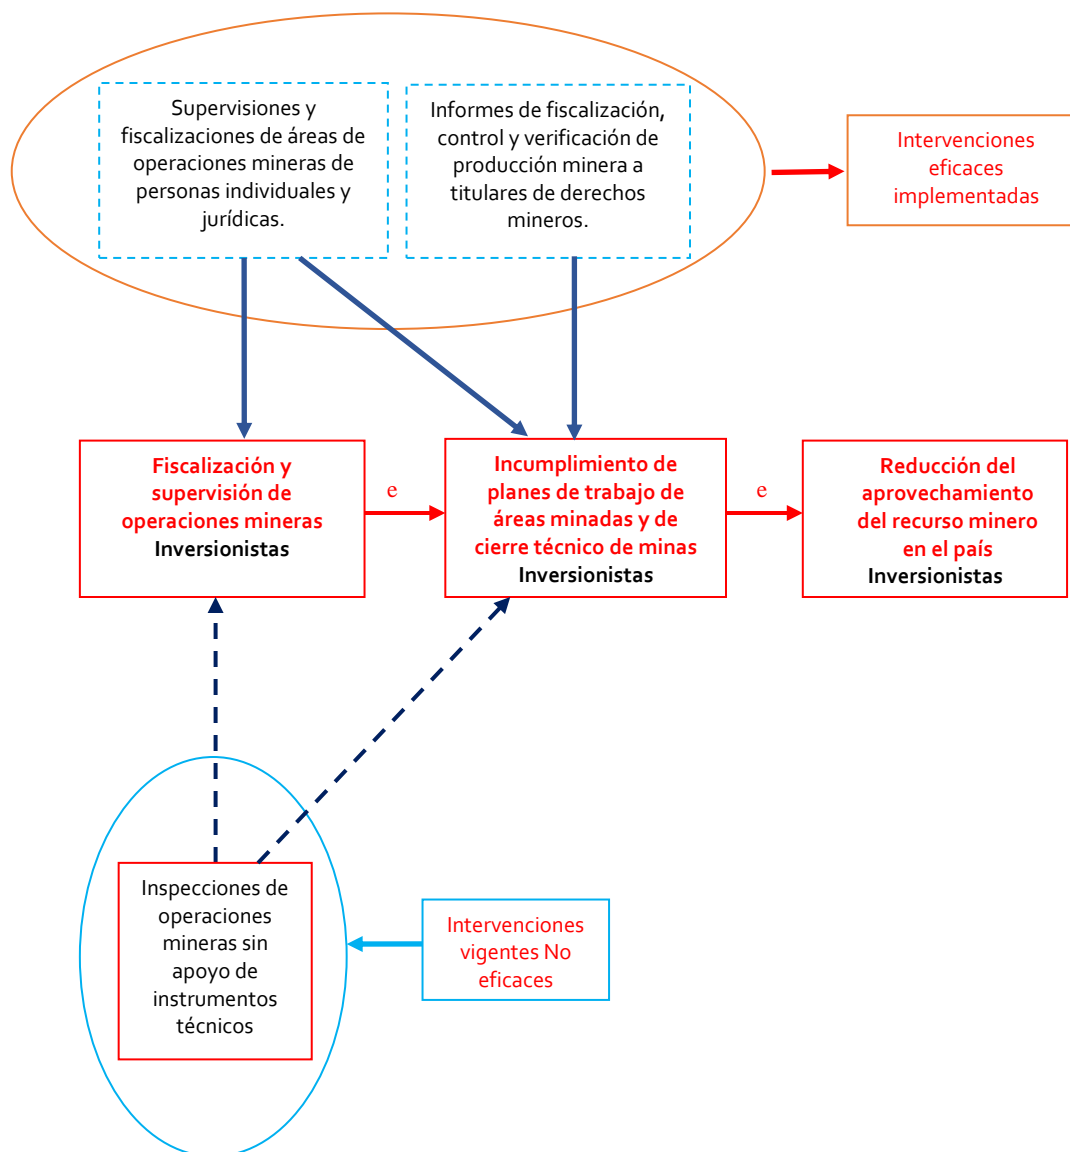 Supervisiones y
fiscalizaciones de áreas de
operaciones mineras de
personas individuales y
jurídicas.
Informes de fiscalización,
control y verificación de
producción minera a
titulares de derechos
mineros.
Intervenciones
eficaces
implementadas
Fiscalización y
supervisión de
operaciones mineras
Inversionistas
e
Incumplimiento de
planes de trabajo de
áreas minadas y de
cierre técnico de minas
Inversionistas
e
Reducción del
aprovechamiento
del recurso minero
en el país
Inversionistas
Inspecciones de
operaciones
mineras sin
apoyo de
instrumentos
técnicos
Intervenciones
vigentes No
eficaces